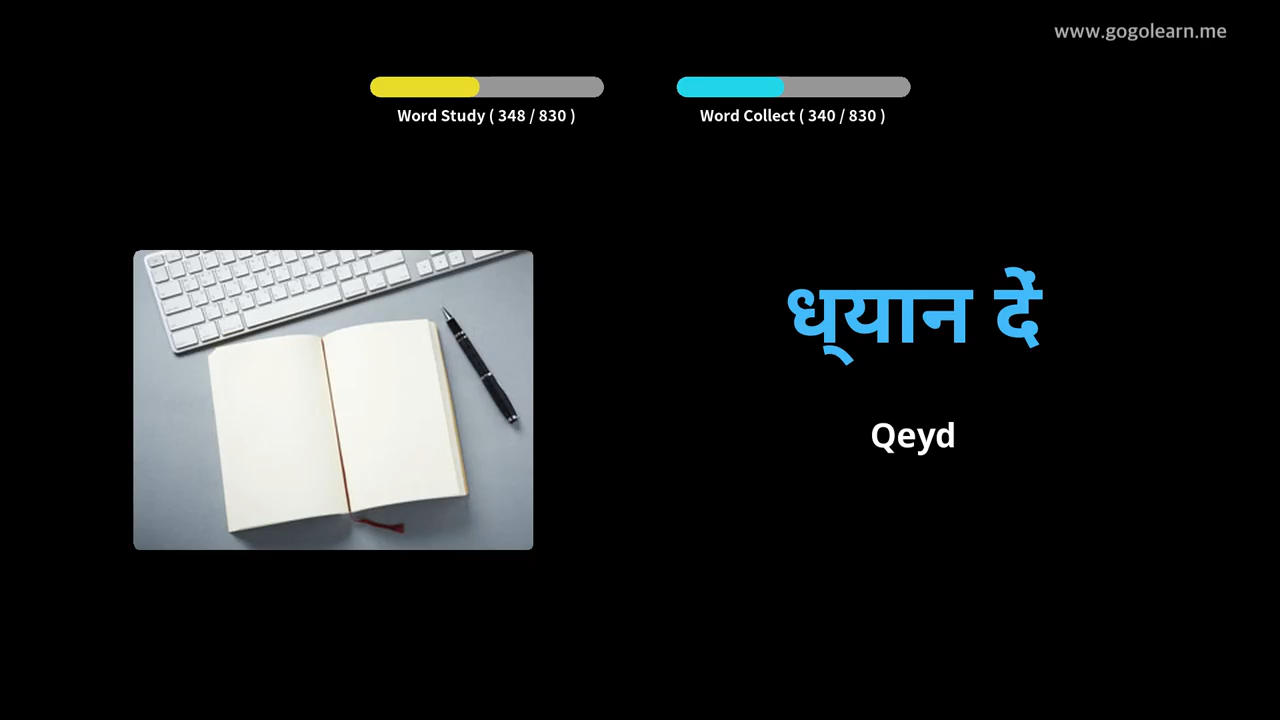 www.gogolearn.me
Word Study ( 348 / 830 )
Word Collect ( 340 / 830 )
ध्यान दें
Qeyd